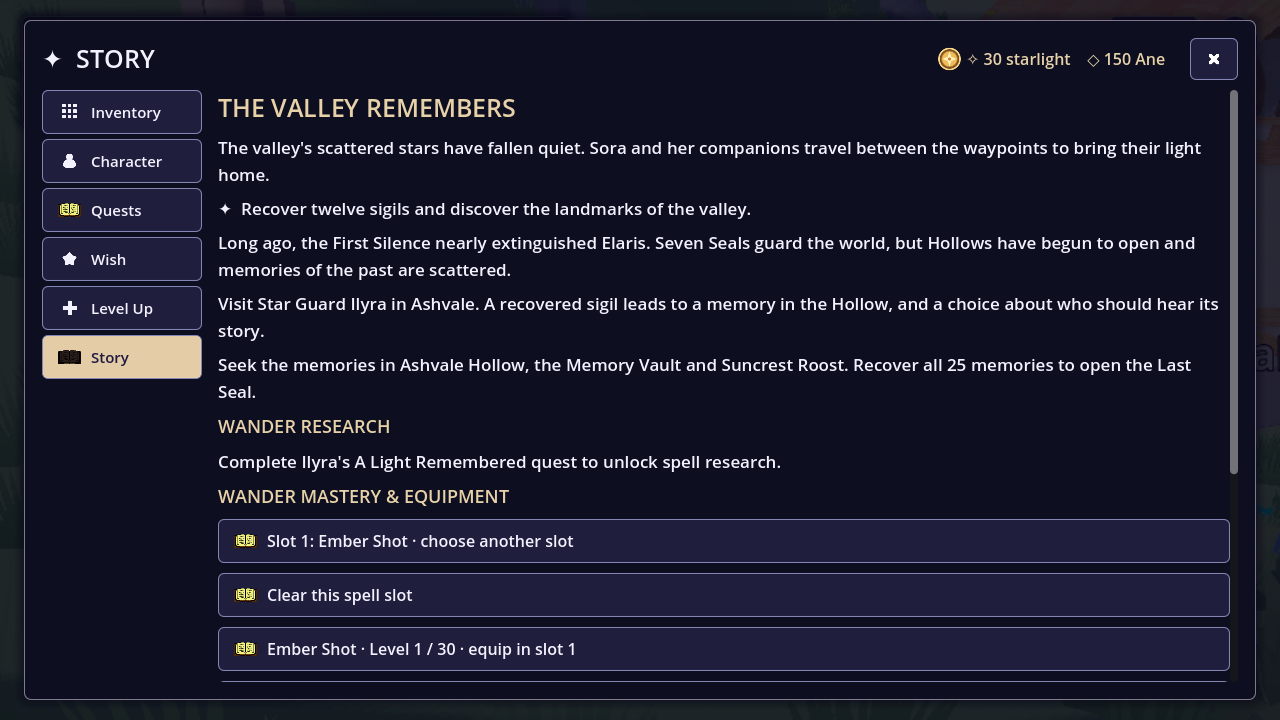 ✦ STORY
✧ 30 starlight ◇ 150 Ane
Inventory
Character
Quests
Wish
Level Up
Story
THE VALLEY REMEMBERS
The valley's scattered stars have fallen quiet. Sora and her companions travel between the waypoints to bring their light
home.
✦ Recover twelve sigils and discover the landmarks of the valley.
Long ago, the First Silence nearly extinguished Elaris. Seven Seals guard the world, but Hollows have begun to open and
memories of the past are scattered.
Visit Star Guard Ilyra in Ashvale. A recovered sigil leads to a memory in the Hollow, and a choice about who should hear its
story.
Seek the memories in Ashvale Hollow, the Memory Vault and Suncrest Roost. Recover all 25 memories to open the Last
Seal.
WANDER RESEARCH
Complete Ilyra's A Light Remembered quest to unlock spell research.
WANDER MASTERY & EQUIPMENT
Slot 1: Ember Shot · choose another slot
Clear this spell slot
Ember Shot · Level 1 / 30 · equip in slot 1